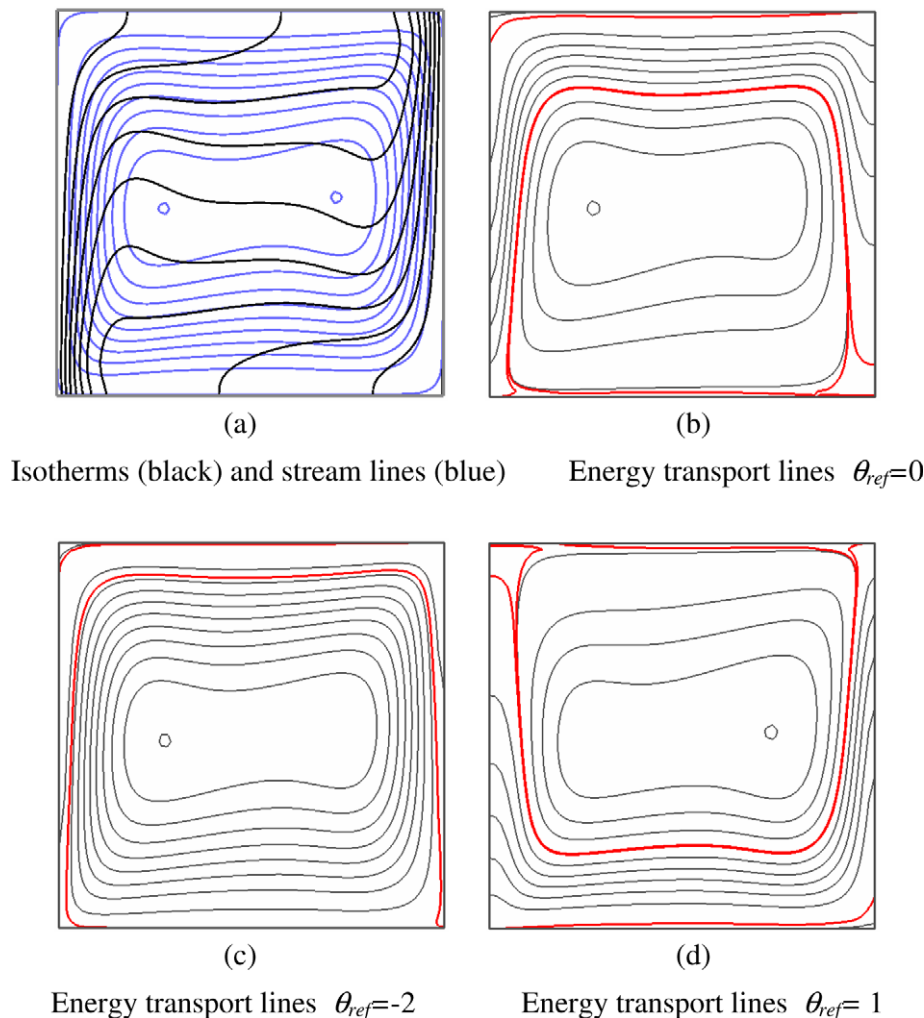 (a)
(b)
Isotherms (black) and stream lines (blue)
Energy transport lines θref=0
(c)
(d)
Energy transport lines θref=-2
Energy transport lines θref= 1